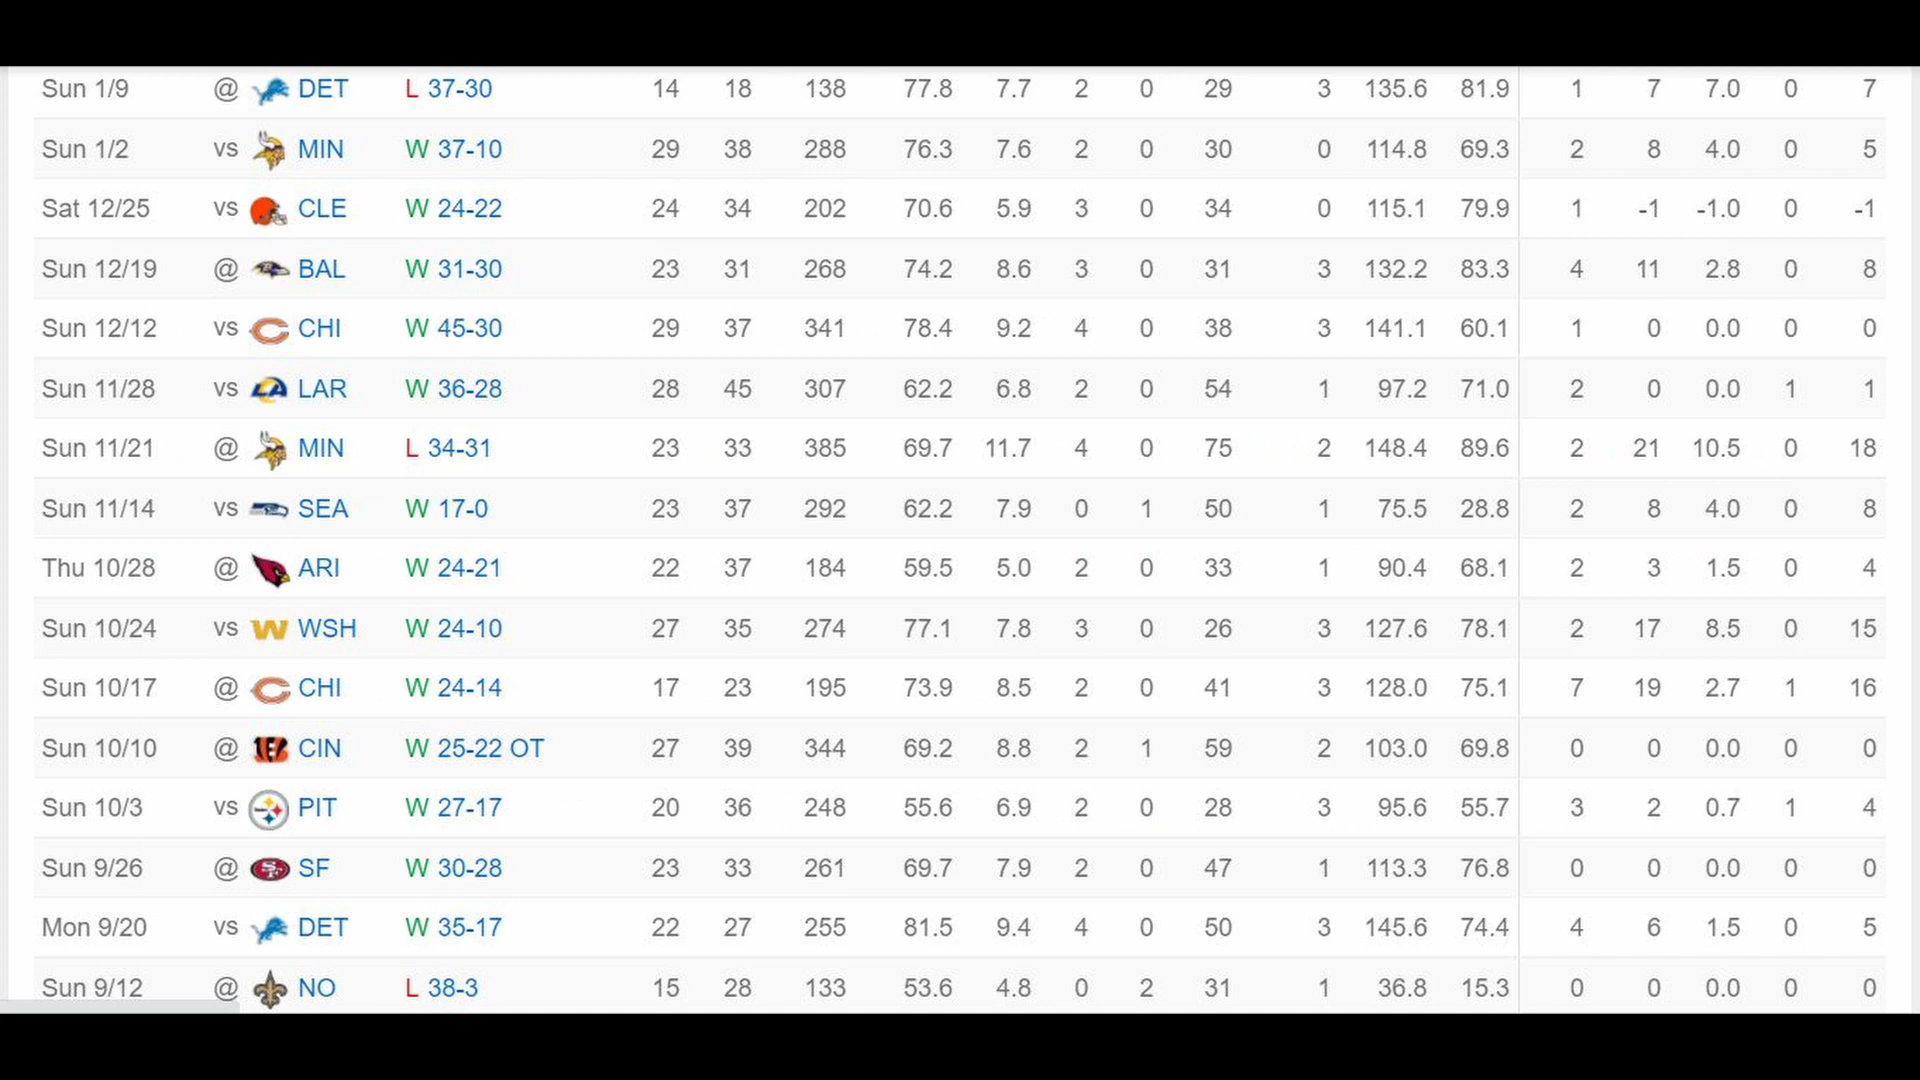 Sun 1/9 @ DET L 37-30 14 18 138 77.8 7.7 2 0 29 3 135.6 81.9 1 7 7.0 0 7
Sun 1/2 vs MIN W 37-10 29 38 288 76.3 7.6 2 0 30 0 114.8 69.3 2 8 4.0 0 5
Sat 12/25 vs CLE W 24-22 24 34 202 70.6 5.9 3 0 34 0 115.1 79.9 1 -1 -1.0 0 -1
Sun 12/19 @ BAL W 31-30 23 31 268 74.2 8.6 3 0 31 3 132.2 83.3 4 11 2.8 0 8
Sun 12/12 vs CHI W 45-30 29 37 341 78.4 9.2 4 0 38 3 141.1 60.1 1 0 0.0 0 0
Sun 11/28 vs LAR W 36-28 28 45 307 62.2 6.8 2 0 54 1 97.2 71.0 2 0 0.0 1 1
Sun 11/21 @ MIN L 34-31 23 33 385 69.7 11.7 4 0 75 2 148.4 89.6 2 21 10.5 0 18
Sun 11/14 vs SEA W 17-0 23 37 292 62.2 7.9 0 1 50 1 75.5 28.8 2 8 4.0 0 8
Thu 10/28 @ ARI W 24-21 22 37 184 59.5 5.0 2 0 33 1 90.4 68.1 2 3 1.5 0 4
Sun 10/24 vs WSH W 24-10 27 35 274 77.1 7.8 3 0 26 3 127.6 78.1 2 17 8.5 0 15
Sun 10/17 @ CHI W 24-14 17 23 195 73.9 8.5 2 0 41 3 128.0 75.1 7 19 2.7 1 16
Sun 10/10 @ CIN W 25-22 OT 27 39 344 69.2 8.8 2 1 59 2 103.0 69.8 0 0 0.0 0 0
Sun 10/3 vs PIT W 27-17 20 36 248 55.6 6.9 2 0 28 3 95.6 55.7 3 2 0.7 1 4
Sun 9/26 @ SF W 30-28 23 33 261 69.7 7.9 2 0 47 1 113.3 76.8 0 0 0.0 0 0
Mon 9/20 vs DET W 35-17 22 27 255 81.5 9.4 4 0 50 3 145.6 74.4 4 6 1.5 0 5
Sun 9/12 @ NO L 38-3 15 28 133 53.6 4.8 0 2 31 1 36.8 15.3 0 0 0.0 0 0